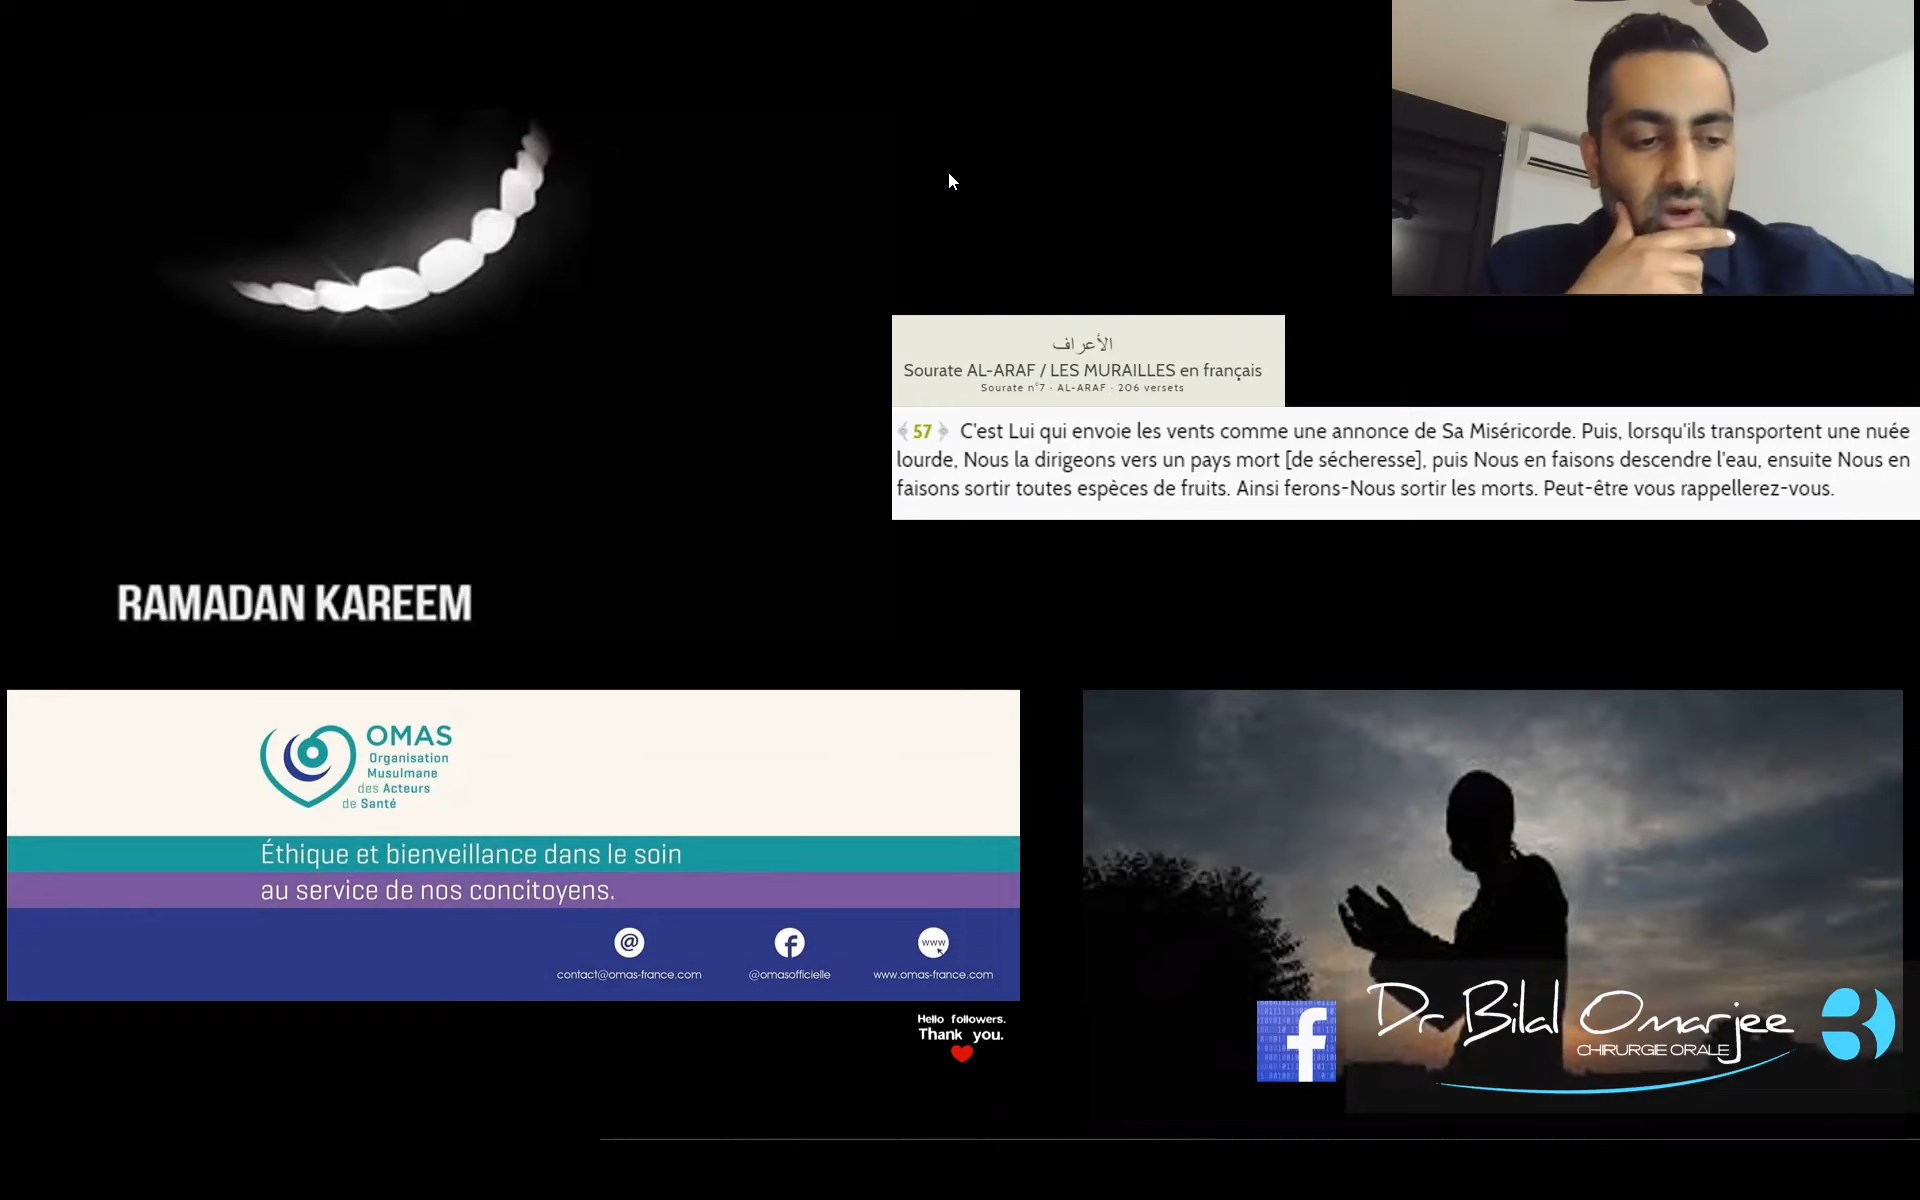 الأعراف
Sourate AL-ARAF / LES MURAILLES en français
Sourate n°7 · AL-ARAF · 206 versets
57 C'est Lui qui envoie les vents comme une annonce de Sa Miséricorde. Puis, lorsqu'ils transportent une nuée
lourde, Nous la dirigeons vers un pays mort [de sécheresse], puis Nous en faisons descendre l'eau, ensuite Nous en
faisons sortir toutes espèces de fruits. Ainsi ferons-Nous sortir les morts. Peut-être vous rappellerez-vous.
RAMADAN KAREEM
OMAS
Organisation
Musulmane
des Acteurs
de Santé
Éthique et bienveillance dans le soin
au service de nos concitoyens.
@
f
www
contact@omas-france.com
@omasofficielle
www.omas-france.com
Hello followers.
Thank you.
f
Dr Bilal Omarjee
CHIRURGIE ORALE